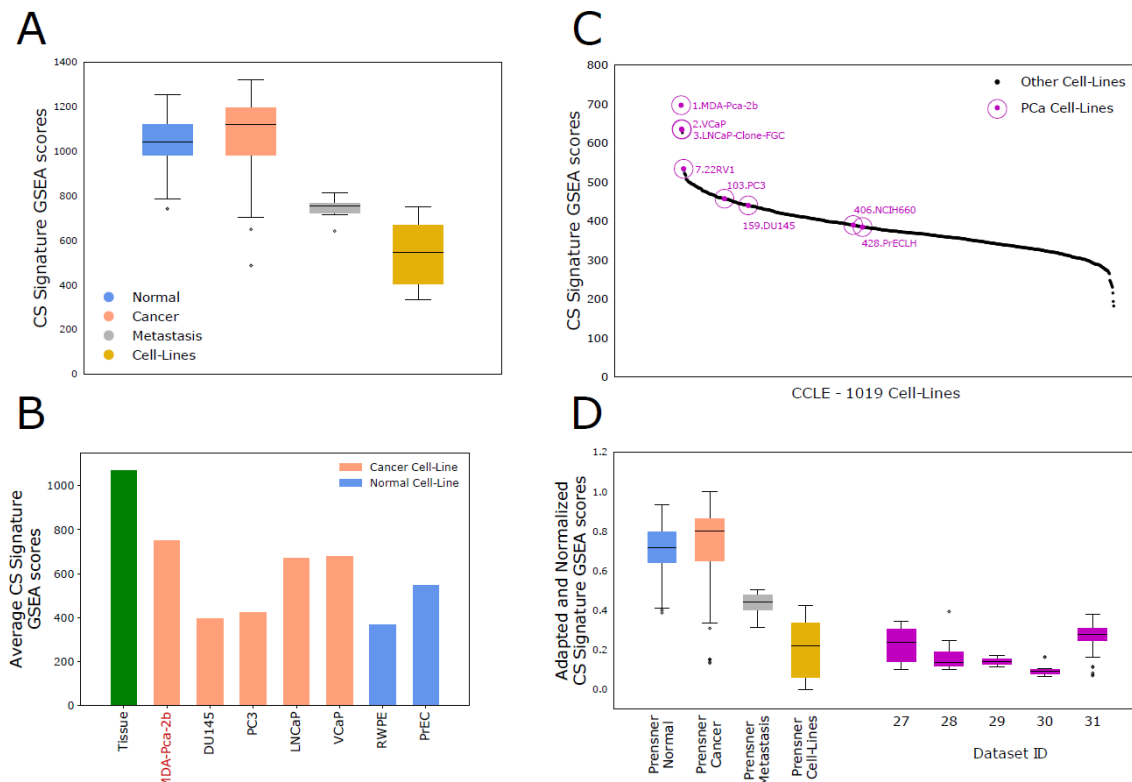 A
CS Signature GSEA scores
1400
1200
1000
800
600
400
200
0
Normal
Cancer
Metastasis
Cell-Lines
C
CS Signature GSEA scores
800
700
600
500
400
300
200
100
0
Other Cell-Lines
PCa Cell-Lines
1.MDA-Pca-2b
2.VCaP
3.LNCaP-Clone-FGC
7.22RV1
103.PC3
159.DU145
406.NCIH660
428.PrECLH
CCLE - 1019 Cell-Lines
B
Average CS Signature
GSEA scores
1000
800
600
400
200
0
Cancer Cell-Line
Normal Cell-Line
Tissue
MDA-Pca-2b
DU145
PC3
LNCaP
VCaP
RWPE
PrEC
D
Adapted and Normalized
CS Signature GSEA scores
1.2
1.0
0.8
0.6
0.4
0.2
0.0
Prensner
Normal
Prensner
Cancer
Prensner
Metastasis
Prensner
Cell-Lines
27
28
29
30
31
Dataset ID